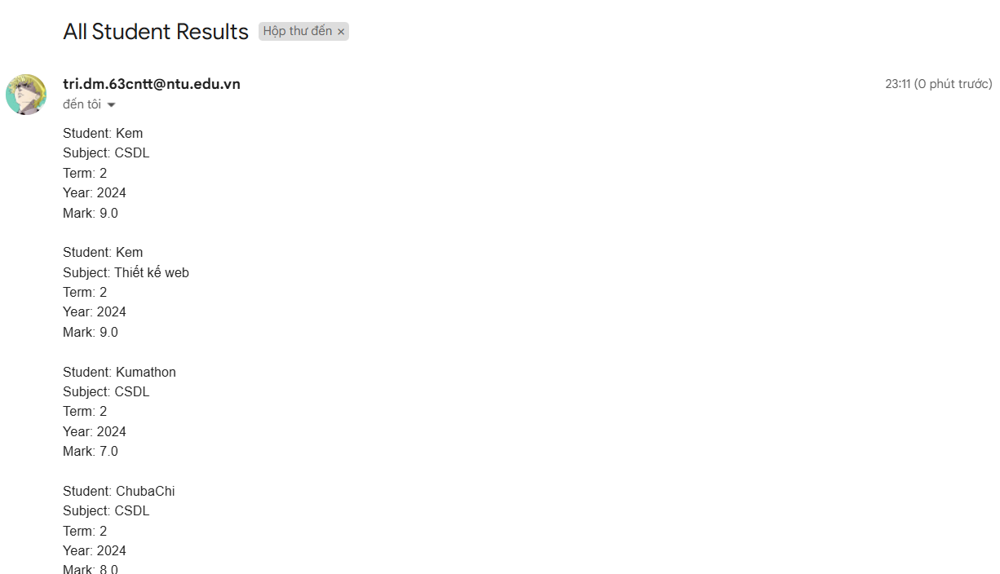 All Student Results Hộp thư đến ×
tri.dm.63cntt@ntu.edu.vn 23:11 (0 phút trước)
đến tôi
Student: Kem
Subject: CSDL
Term: 2
Year: 2024
Mark: 9.0
Student: Kem
Subject: Thiết kế web
Term: 2
Year: 2024
Mark: 9.0
Student: Kumathon
Subject: CSDL
Term: 2
Year: 2024
Mark: 7.0
Student: ChubaChi
Subject: CSDL
Term: 2
Year: 2024
Mark: 8.0